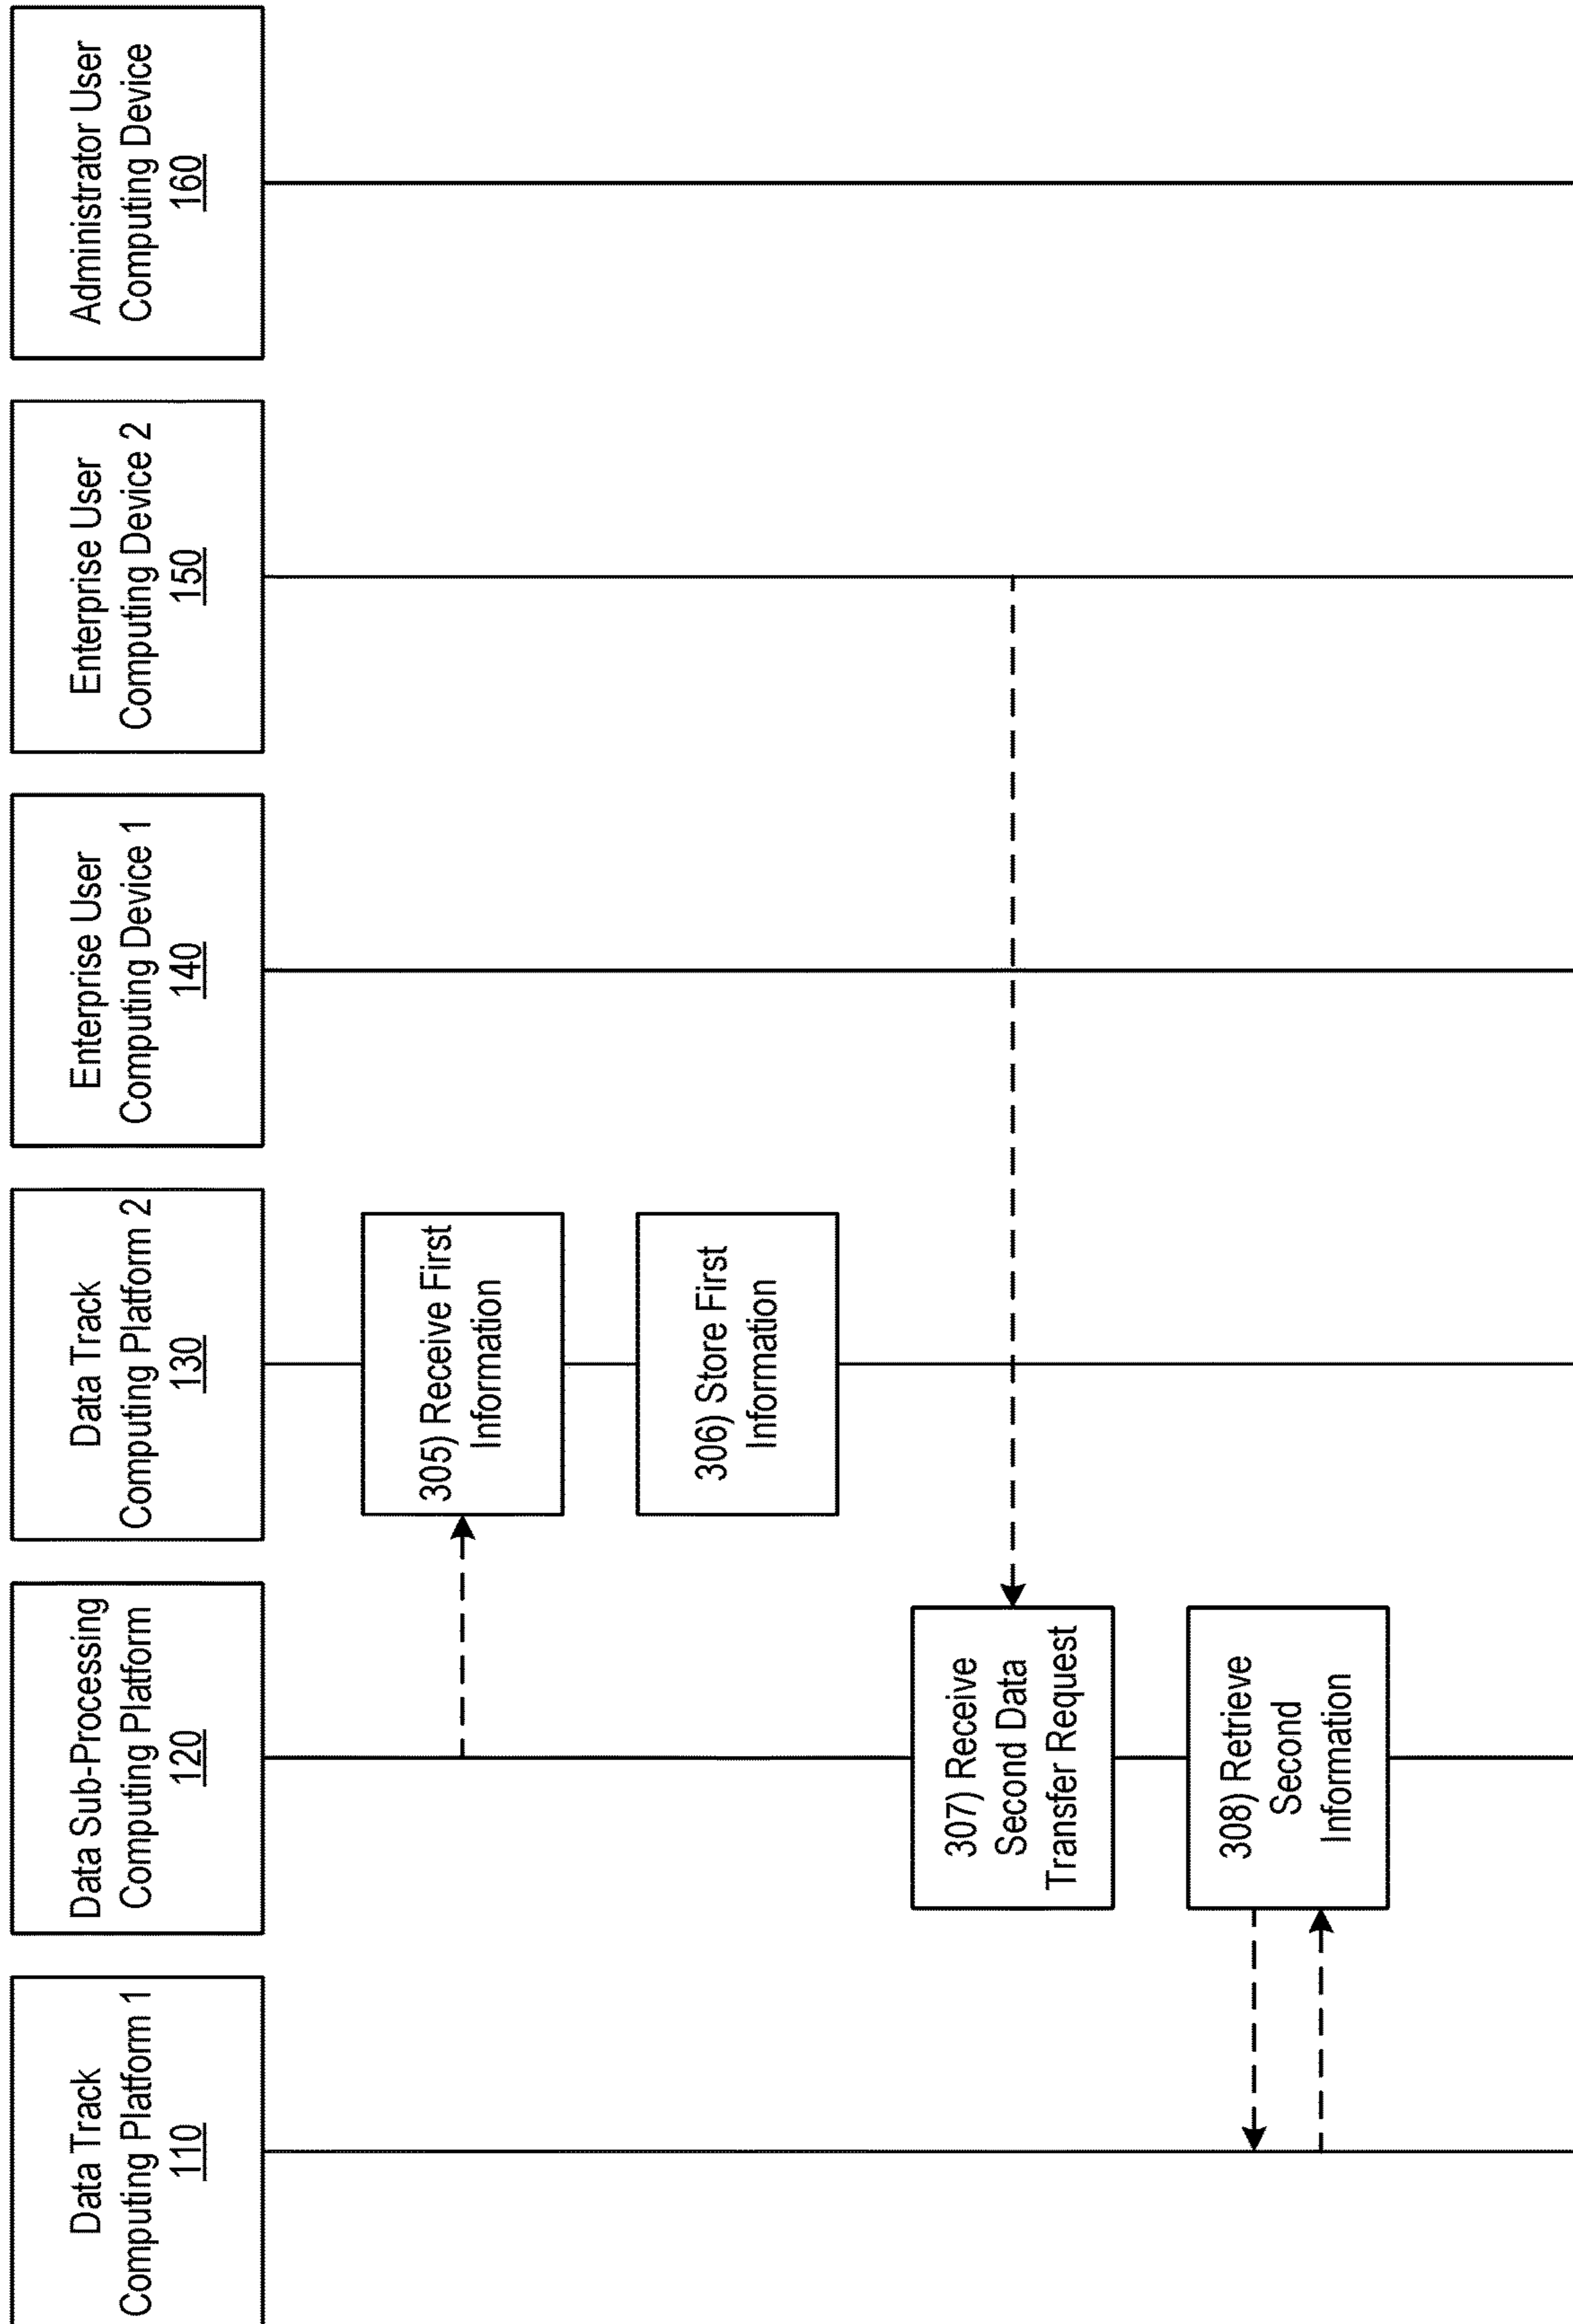 Data Track
Computing Platform 1
110
Data Sub-Processing
Computing Platform
120
Data Track
Computing Platform 2
130
Enterprise User
Computing Device 1
140
Enterprise User
Computing Device 2
150
Administrator User
Computing Device
160
305) Receive First
Information
306) Store First
Information
307) Receive
Second Data
Transfer Request
308) Retrieve
Second
Information